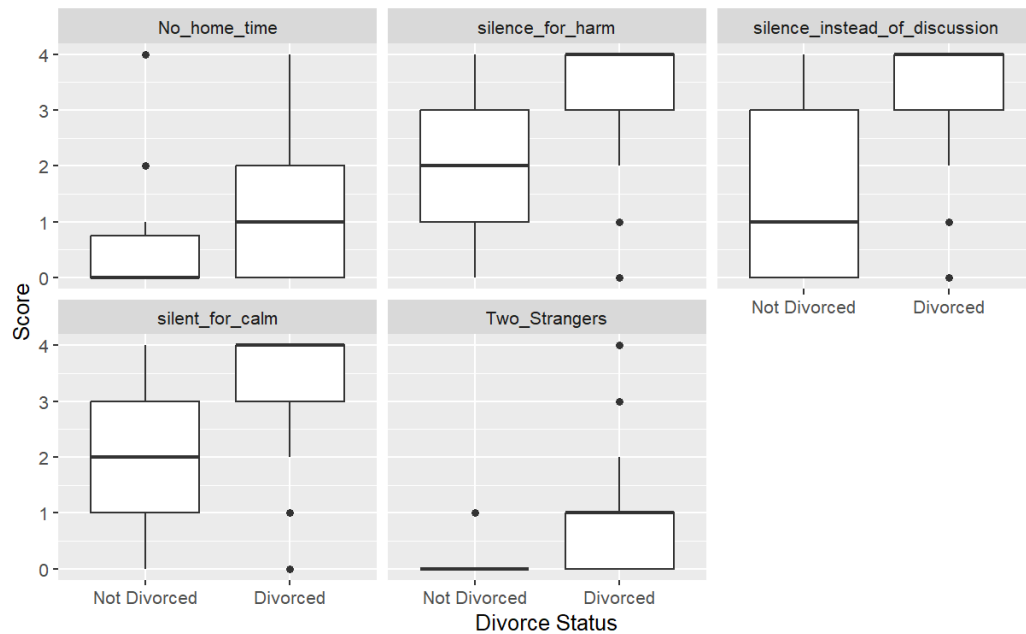 No_home_time
silence_for_harm
silence_instead_of_discussion
4
3
2
1
0
Not Divorced
Divorced
silent_for_calm
Two_Strangers
4
3
2
1
0
Not Divorced
Divorced
Not Divorced
Divorced
Score
Divorce Status